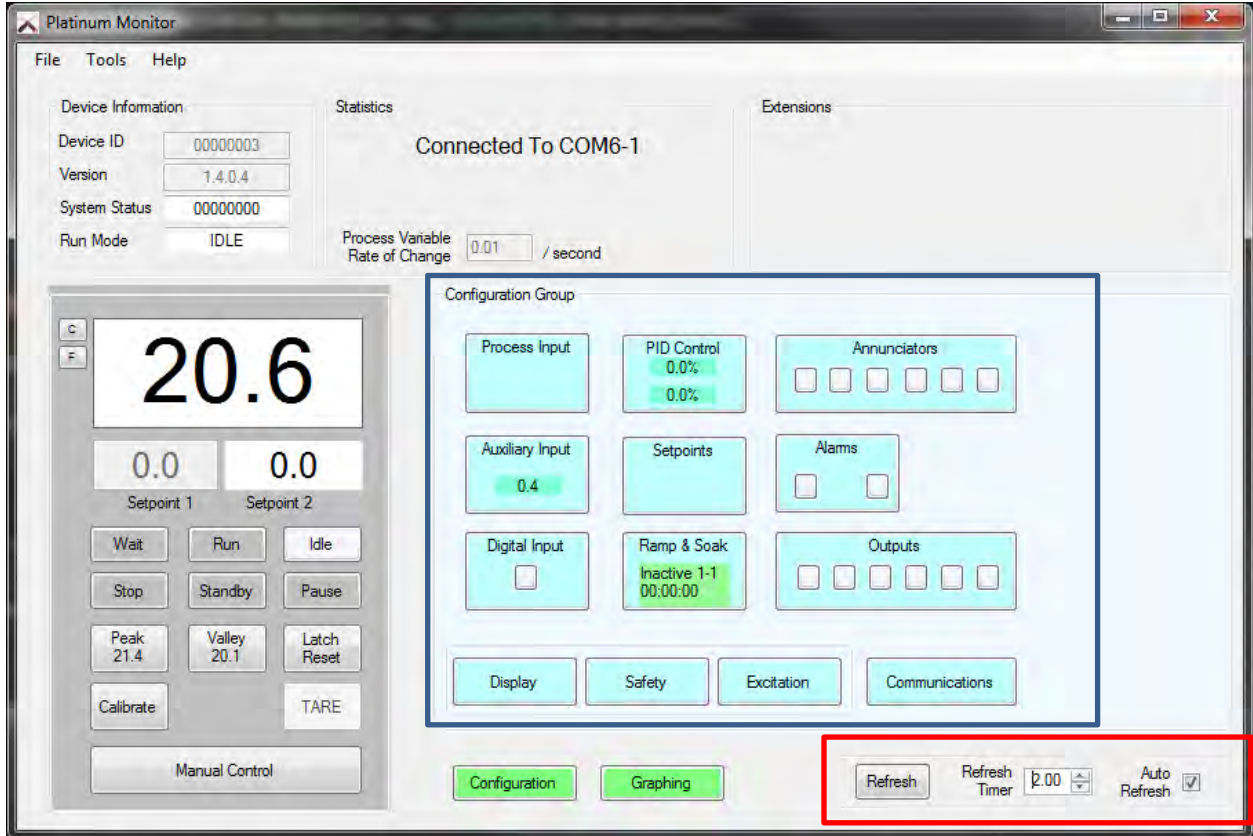 Platinum Monitor
File Tools Help
Device Information
Device ID 00000003
Version 1.4.0.4
System Status 00000000
Run Mode IDLE
Statistics
Connected To COM6-1
Process Variable
Rate of Change 0.01 / second
Extensions
C
F
20.6
0.0 0.0
Setpoint 1 Setpoint 2
Wait Run Idle
Stop Standby Pause
Peak
21.4
Valley
20.1
Latch
Reset
Calibrate TARE
Manual Control
Configuration Group
Process Input
PID Control
0.0%
0.0%
Annunciators
Auxiliary Input
0.4
Setpoints
Alarms
Digital Input
Ramp & Soak
Inactive 1-1
00:00:00
Outputs
Display Safety Excitation Communications
Configuration Graphing
Refresh
Refresh
Timer 2.00
Auto
Refresh